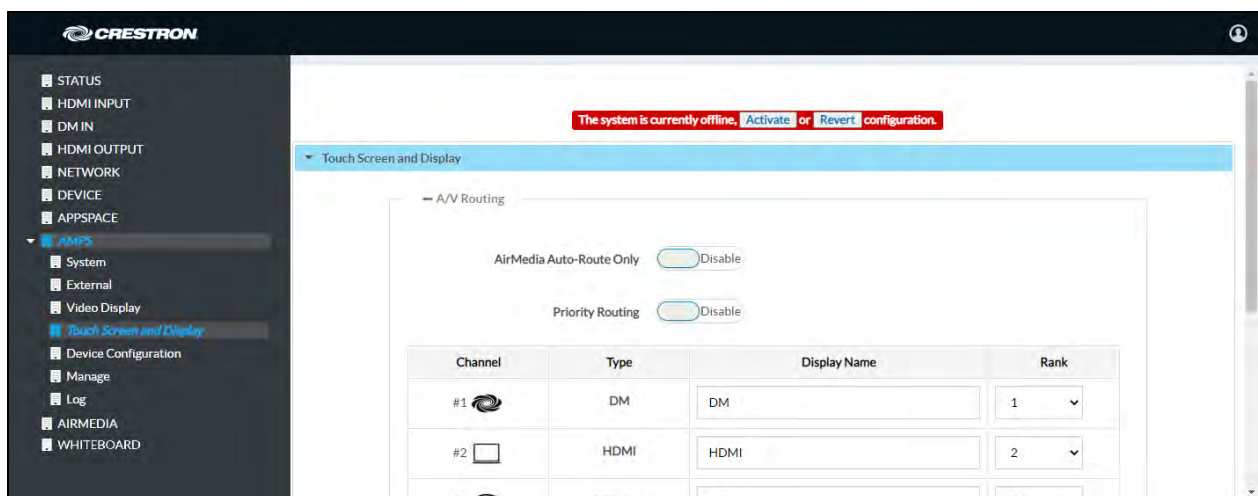 CRESTRON
STATUS
HDMI INPUT
DM IN
HDMI OUTPUT
NETWORK
DEVICE
APPSPACE
AMPS
System
External
Video Display
Touch Screen and Display
Device Configuration
Manage
Log
AIRMEDIA
WHITEBOARD
The system is currently offline, Activate or Revert configuration.
Touch Screen and Display
A/V Routing
AirMedia Auto-Route Only Disable
Priority Routing Disable
Channel Type Display Name Rank
#1 DM DM 1
#2 HDMI HDMI 2